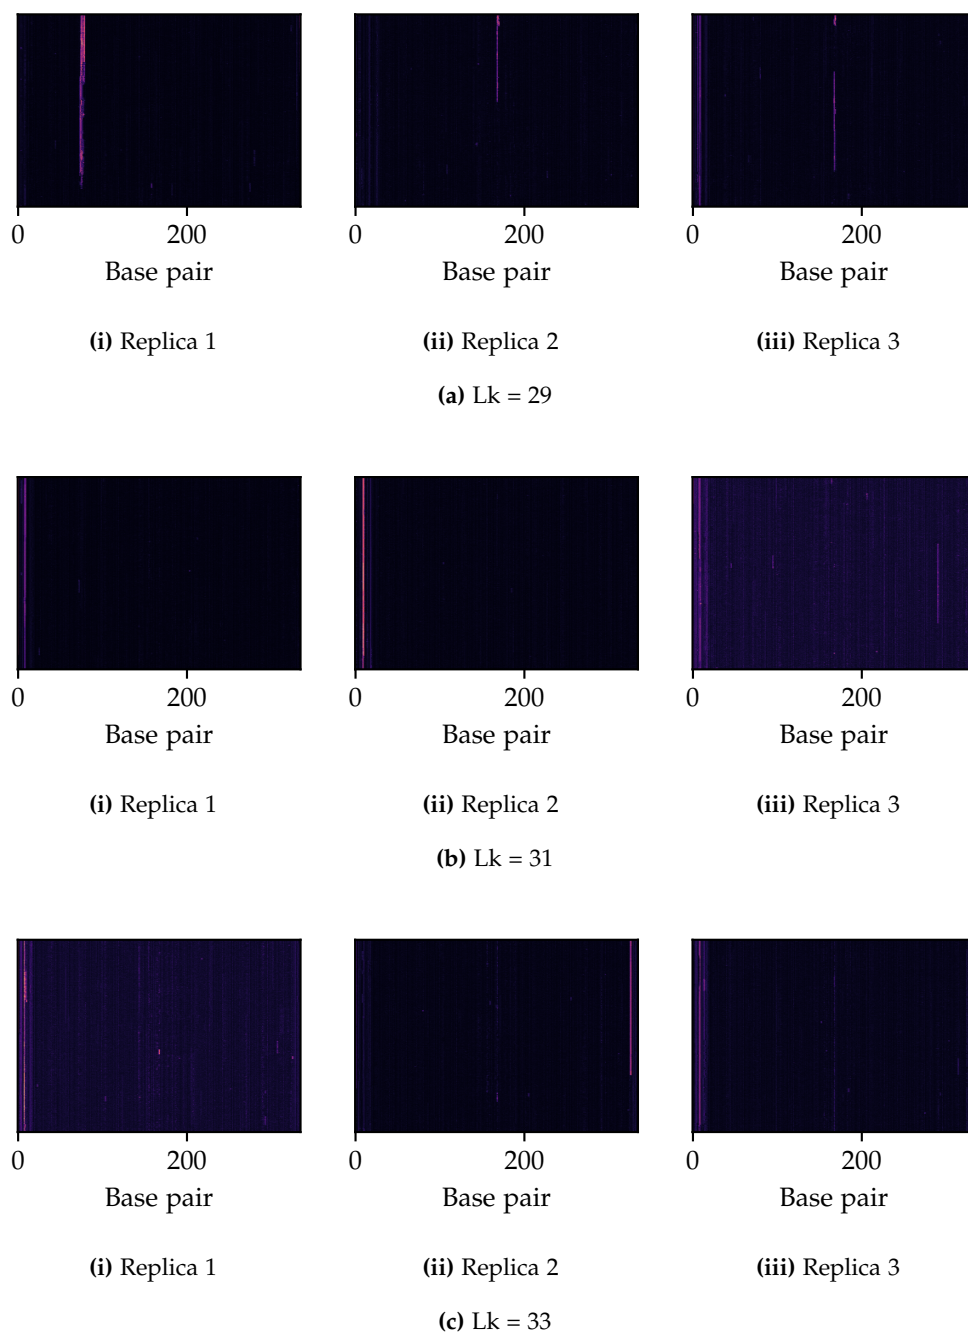 0 200 0 200 0 200
Base pair Base pair Base pair
(i) Replica 1 (ii) Replica 2 (iii) Replica 3
(a) Lk = 29
0 200 0 200 0 200
Base pair Base pair Base pair
(i) Replica 1 (ii) Replica 2 (iii) Replica 3
(b) Lk = 31
0 200 0 200 0 200
Base pair Base pair Base pair
(i) Replica 1 (ii) Replica 2 (iii) Replica 3
(c) Lk = 33